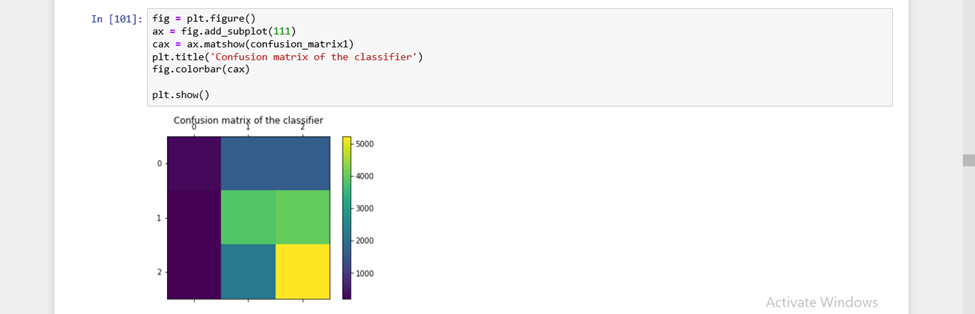 In [101]: fig = plt.figure()
ax = fig.add_subplot(111)
cax = ax.matshow(confusion_matrix1)
plt.title('Confusion matrix of the classifier')
fig.colorbar(cax)
plt.show()
Confusion matrix of the classifier
0 1 2
0
1
2
5000
4000
3000
2000
1000
Activate Windows